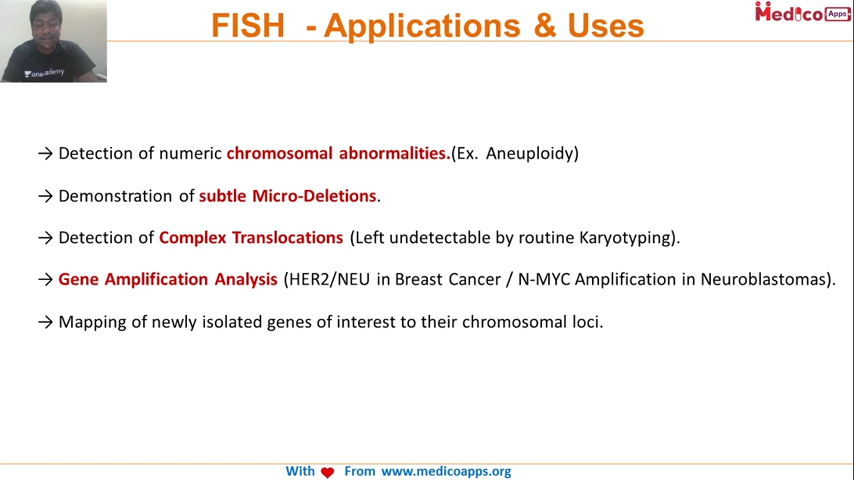 FISH - Applications & Uses
Medico Apps
unacademy
→ Detection of numeric chromosomal abnormalities.(Ex. Aneuploidy)
→ Demonstration of subtle Micro-Deletions.
→ Detection of Complex Translocations (Left undetectable by routine Karyotyping).
→ Gene Amplification Analysis (HER2/NEU in Breast Cancer / N-MYC Amplification in Neuroblastomas).
→ Mapping of newly isolated genes of interest to their chromosomal loci.
With ❤ From www.medicoapps.org